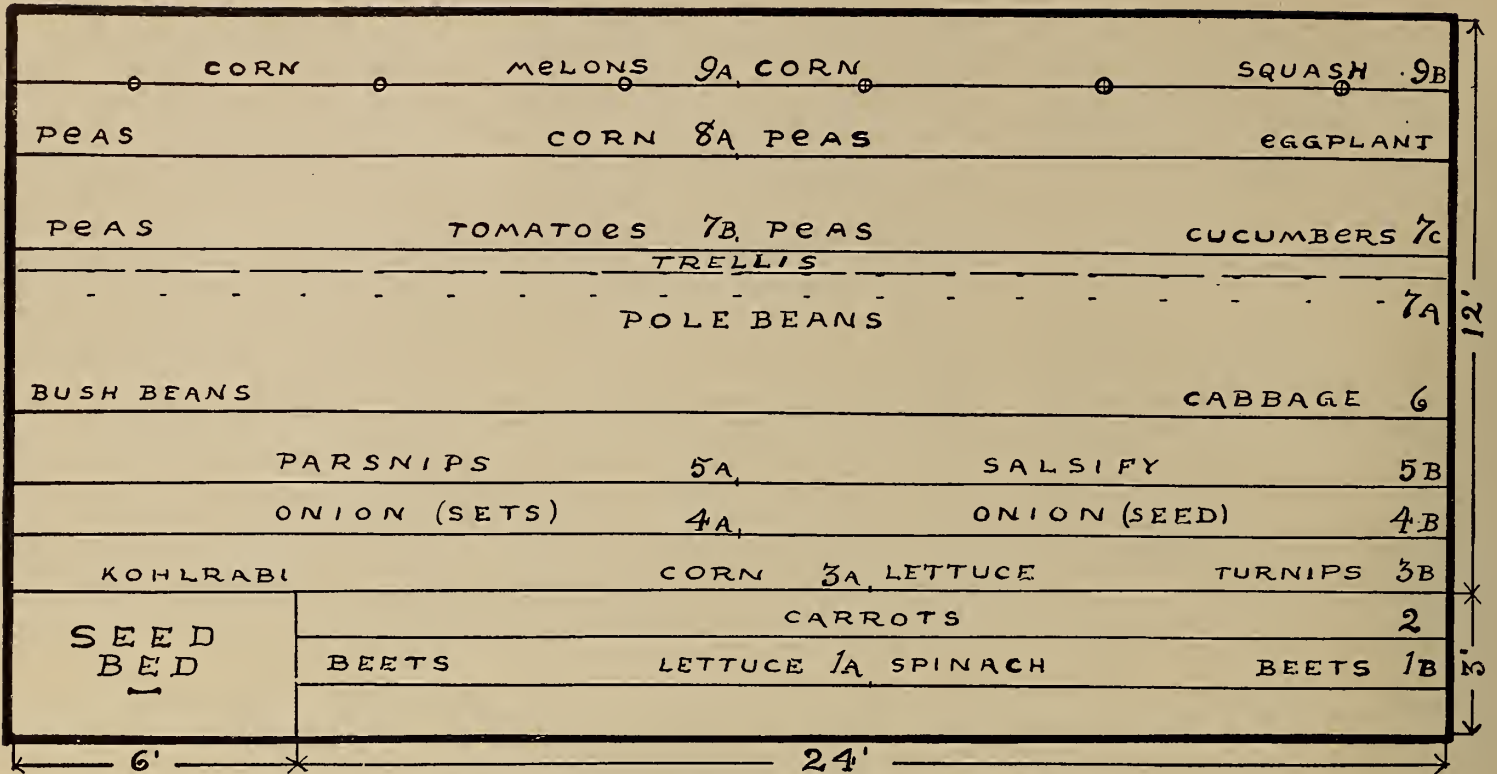 CORN MELONS 9A CORN SQUASH 9B
PEAS CORN 8A PEAS EGGPLANT
PEAS TOMATOES 7B PEAS CUCUMBERS 7C
TRELLIS
7A
POLE BEANS
12'
BUSH BEANS CABBAGE 6
PARSNIPS 5A SALSIFY 5B
ONION (SETS) 4A ONION (SEED) 4B
KOHLRABI CORN 3A LETTUCE TURNIPS 3B
CARROTS 2
SEED
BED
BEETS LETTUCE 1A SPINACH BEETS 1B
3'
6' 24'